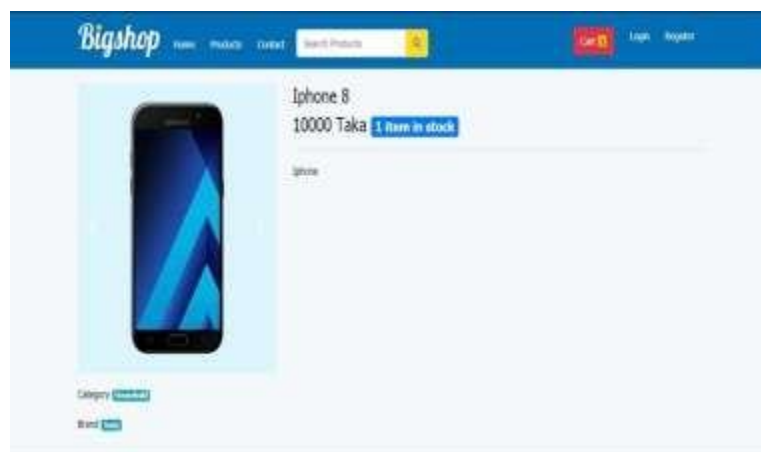 Bigshop Home Products Contact Search Products Cart Login Register
Iphone 8
10000 Taka 1 item in stock
Iphone
Category
Brand